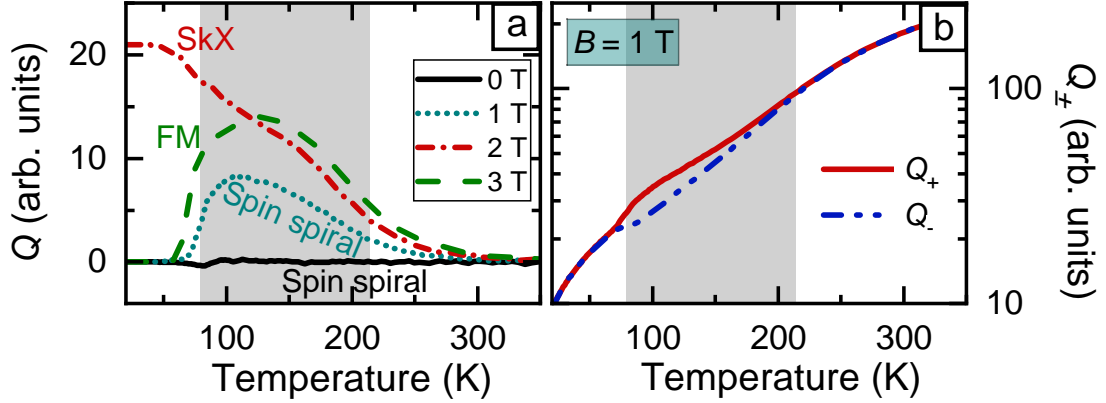 a
SkX
FM
Spin spiral
Spin spiral
0 T
1 T
2 T
3 T
20
10
0
Q (arb. units)
100
200
300
Temperature (K)
b
B = 1 T
Q+
Q-
100
10
Q± (arb. units)
100
200
300
Temperature (K)